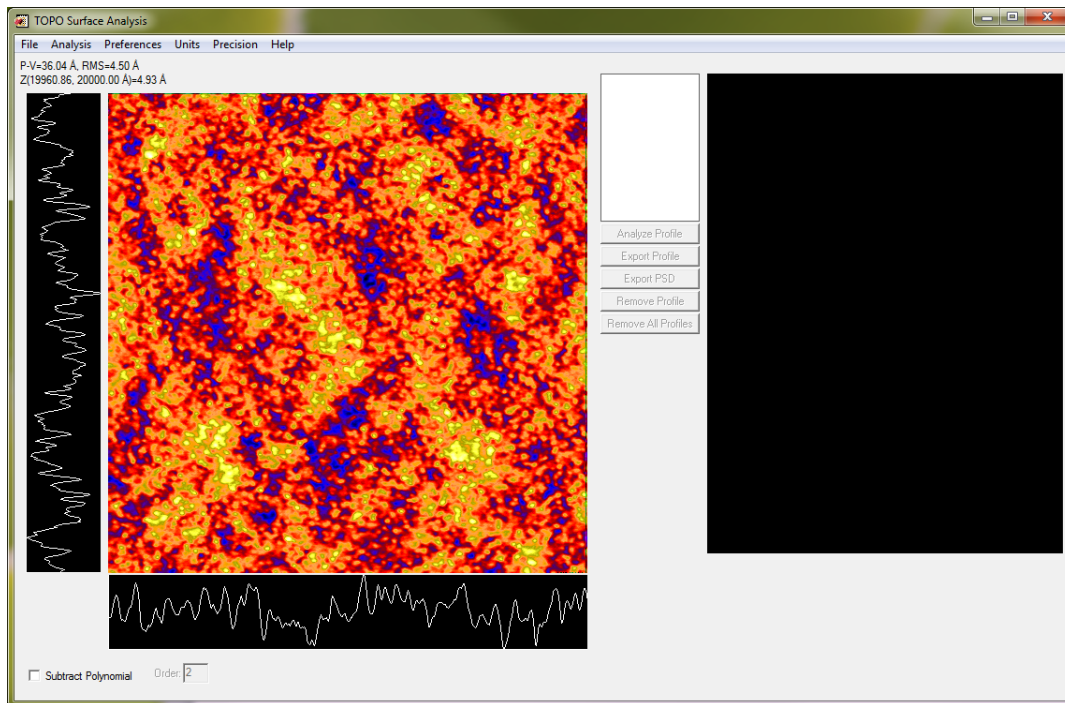 TOPO Surface Analysis
File Analysis Preferences Units Precision Help
P-V=36.04 Å, RMS=4.50 Å
Z(19960.86, 20000.00 Å)=4.93 Å
Analyze Profile
Export Profile
Export PSD
Remove Profile
Remove All Profiles
Subtract Polynomial Order: 2